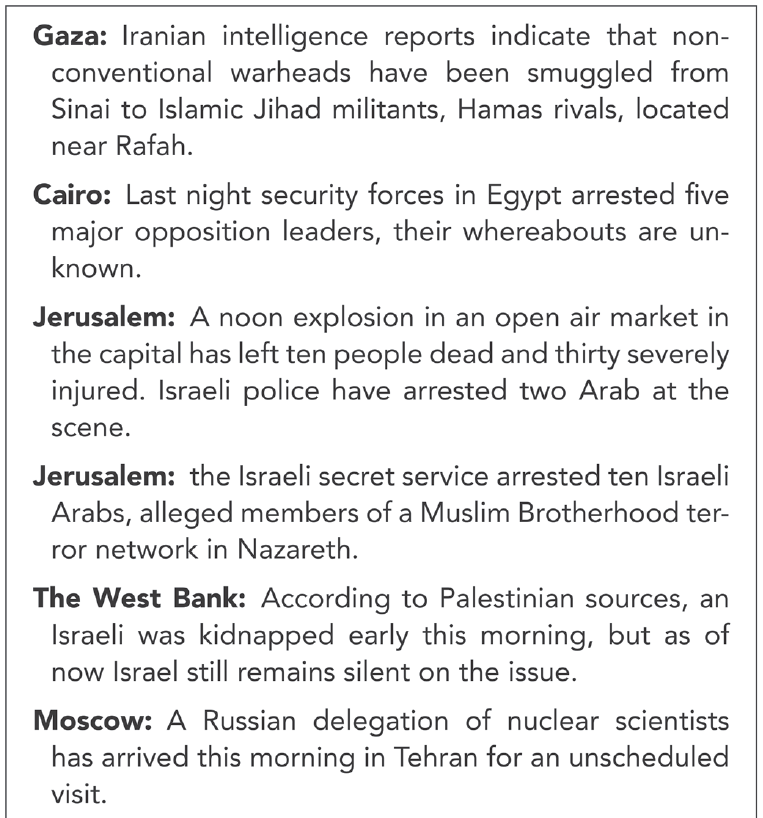 Gaza: Iranian intelligence reports indicate that non-
conventional warheads have been smuggled from
Sinai to Islamic Jihad militants, Hamas rivals, located
near Rafah.
Cairo: Last night security forces in Egypt arrested five
major opposition leaders, their whereabouts are un-
known.
Jerusalem: A noon explosion in an open air market in
the capital has left ten people dead and thirty severely
injured. Israeli police have arrested two Arab at the
scene.
Jerusalem: the Israeli secret service arrested ten Israeli
Arabs, alleged members of a Muslim Brotherhood ter-
ror network in Nazareth.
The West Bank: According to Palestinian sources, an
Israeli was kidnapped early this morning, but as of
now Israel still remains silent on the issue.
Moscow: A Russian delegation of nuclear scientists
has arrived this morning in Tehran for an unscheduled
visit.